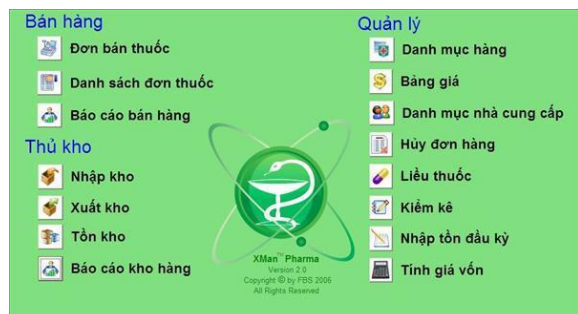 Bán hàng
Đơn bán thuốc
Danh sách đơn thuốc
Báo cáo bán hàng
Thủ kho
Nhập kho
Xuất kho
Tồn kho
Báo cáo kho hàng
XMan™ Pharma
Version 2.0
Copyright © by FBS 2006
All Rights Reserved
Quản lý
Danh mục hàng
Bảng giá
Danh mục nhà cung cấp
Hủy đơn hàng
Liều thuốc
Kiểm kê
Nhập tồn đầu kỳ
Tính giá vốn